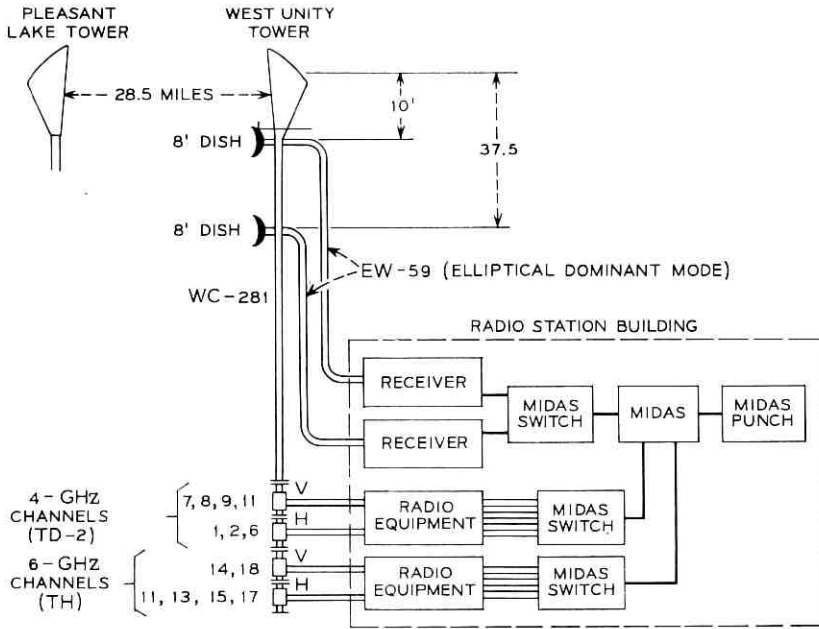 PLEASANT
LAKE TOWER
WEST UNITY
TOWER
28.5 MILES
10'
37.5
8' DISH
8' DISH
EW-59 (ELLIPTICAL DOMINANT MODE)
WC-281
RADIO STATION BUILDING
RECEIVER
RECEIVER
MIDAS
SWITCH
MIDAS
MIDAS
PUNCH
4-GHz
CHANNELS
(TD-2)
7, 8, 9, 11
V
H
1, 2, 6
RADIO
EQUIPMENT
MIDAS
SWITCH
6-GHz
CHANNELS
(TH)
14, 18
V
H
11, 13, 15, 17
RADIO
EQUIPMENT
MIDAS
SWITCH